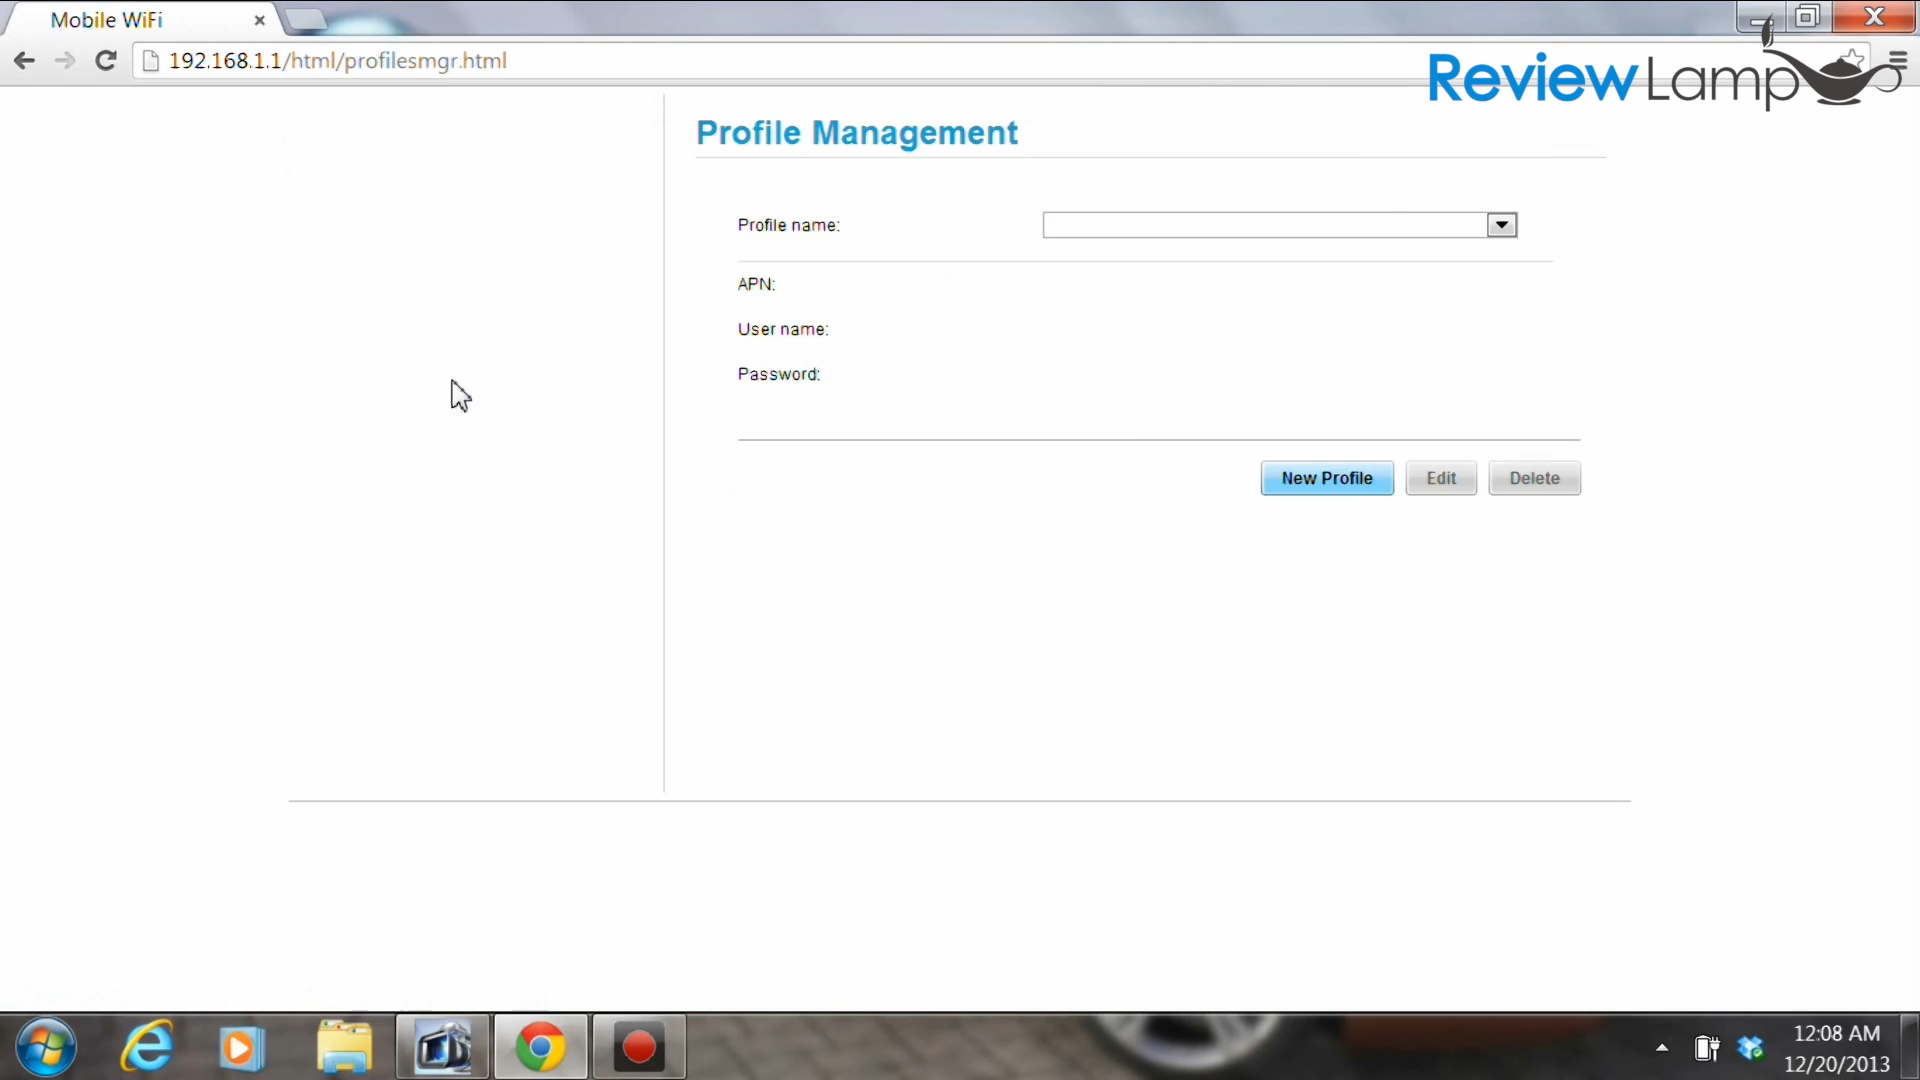 Mobile WiFi
192.168.1.1/html/profilesmgr.html
ReviewLamp
Profile Management
Profile name:
APN:
User name:
Password:
New Profile Edit Delete
12:08 AM
12/20/2013